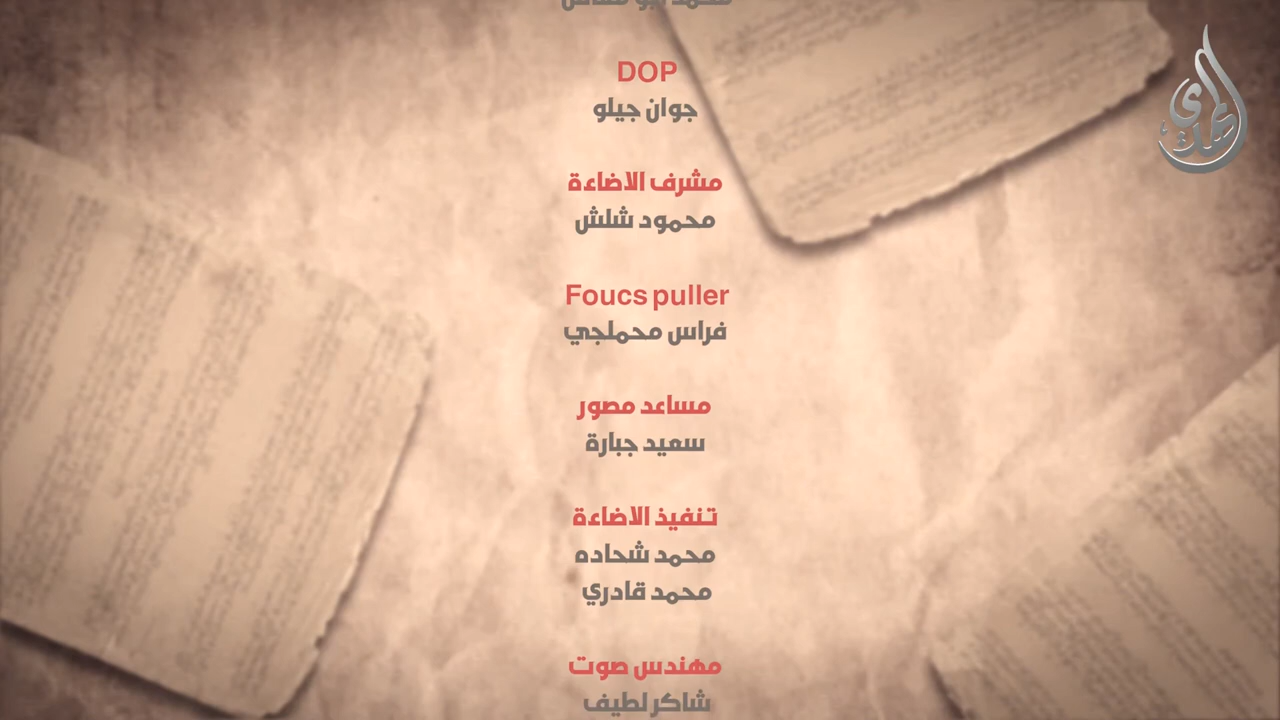 DOP
جوان جيلو
مشرف الاضاءة
محمود شلش
Foucs puller
فراس محملجي
مساعد مصور
سعيد جبارة
تنفيذ الاضاءة
محمد شحاده
محمد قادري
مهندس صوت
شاكر لطيف